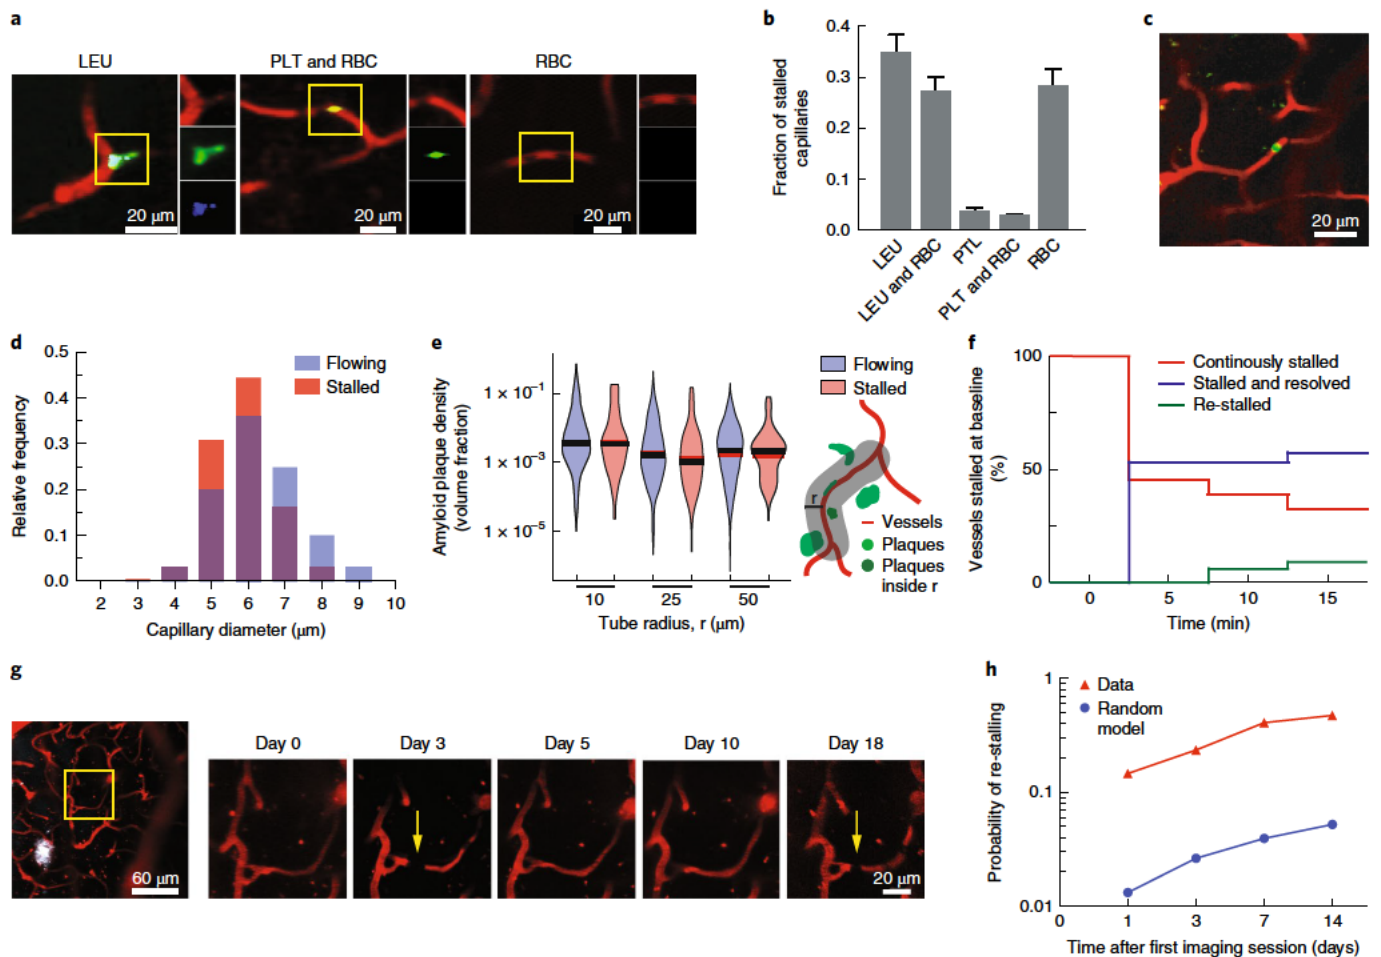 a
LEU
PLT and RBC
RBC
20 μm
20 μm
20 μm
b
Fraction of stalled
capillaries
0.4
0.3
0.2
0.1
0.0
LEU
LEU and RBC
PTL
PLT and RBC
RBC
c
20 μm
d
Relative frequency
0.5
0.4
0.3
0.2
0.1
0.0
Flowing
Stalled
2 3 4 5 6 7 8 9 10
Capillary diameter (μm)
e
Amyloid plaque density
(volume fraction)
1 × 10⁻¹
1 × 10⁻³
1 × 10⁻⁵
Flowing
Stalled
r
Vessels
Plaques
Plaques
inside r
10 25 50
Tube radius, r (μm)
f
Vessels stalled at baseline
(%)
100
50
0
Continously stalled
Stalled and resolved
Re-stalled
0 5 10 15
Time (min)
g
60 μm
Day 0
Day 3
Day 5
Day 10
Day 18
20 μm
h
Probability of re-stalling
1
0.1
0.01
Data
Random
model
0 1 3 7 14
Time after first imaging session (days)